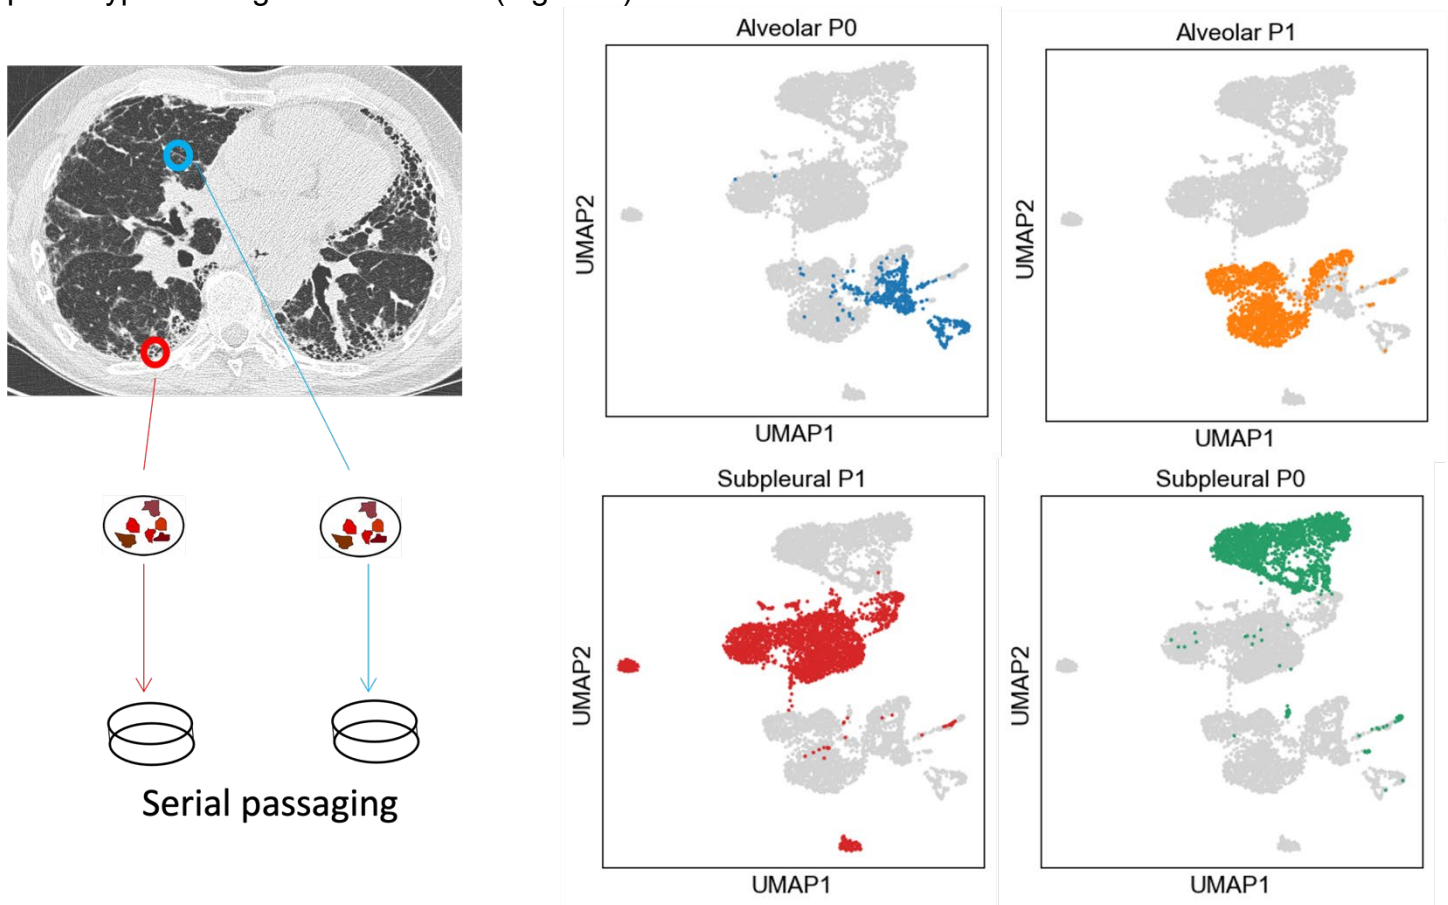 Alveolar P0
Alveolar P1
UMAP2
UMAP1
UMAP2
UMAP1
Subpleural P1
Subpleural P0
UMAP2
UMAP1
UMAP2
UMAP1
Serial passaging